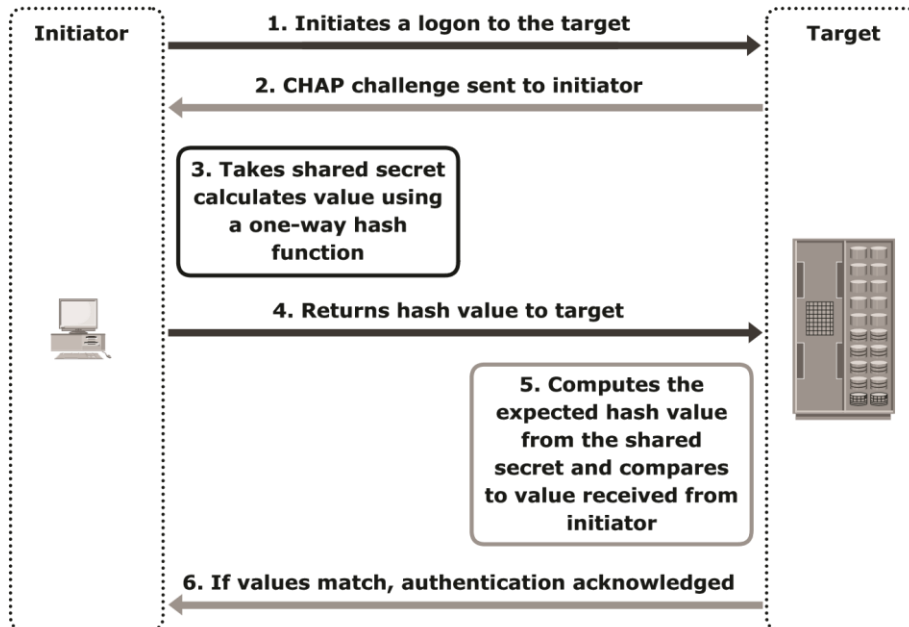 Initiator
1. Initiates a logon to the target
Target
2. CHAP challenge sent to initiator
3. Takes shared secret
calculates value using
a one-way hash
function
4. Returns hash value to target
5. Computes the
expected hash value
from the shared
secret and compares
to value received from
initiator
6. If values match, authentication acknowledged